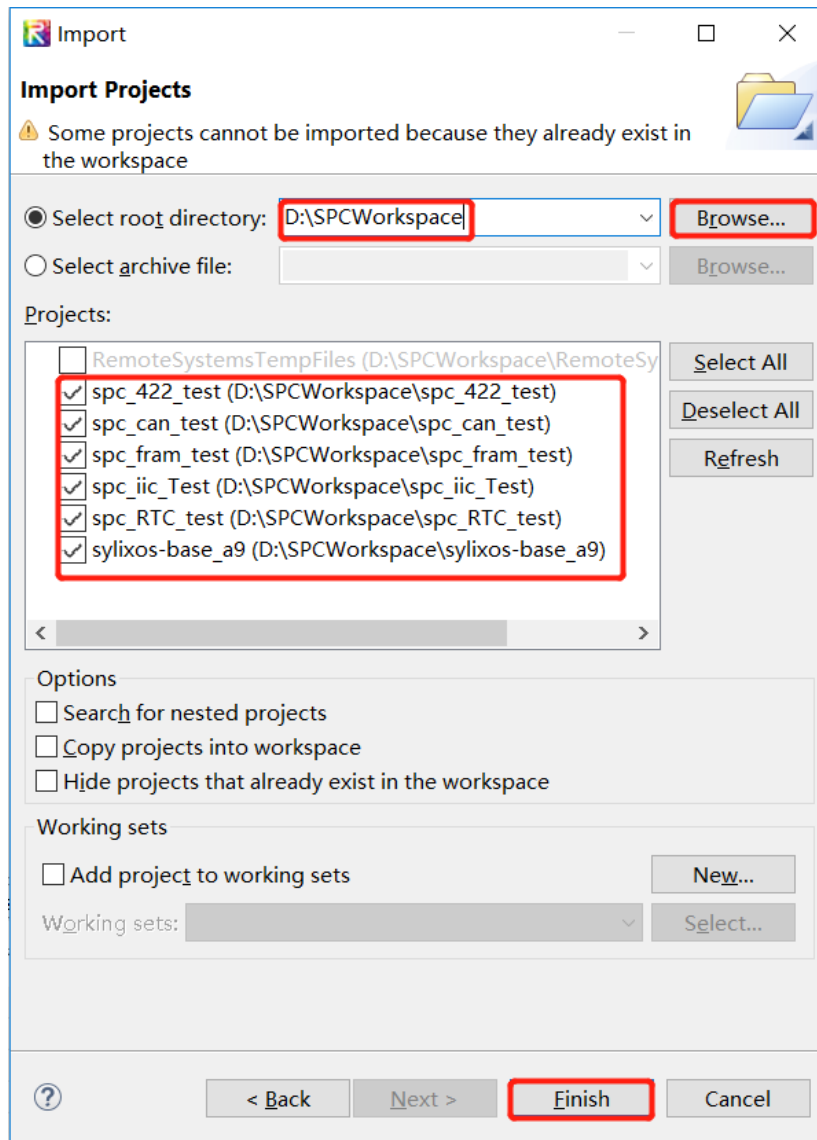 Import
Import Projects
Some projects cannot be imported because they already exist in
the workspace
Select root directory: D:\SPCWorkspace Browse...
Select archive file: Browse...
Projects:
RemoteSystemsTempFiles (D:\SPCWorkspace\RemoteSy
spc_422_test (D:\SPCWorkspace\spc_422_test)
spc_can_test (D:\SPCWorkspace\spc_can_test)
spc_fram_test (D:\SPCWorkspace\spc_fram_test)
spc_iic_Test (D:\SPCWorkspace\spc_iic_Test)
spc_RTC_test (D:\SPCWorkspace\spc_RTC_test)
sylixos-base_a9 (D:\SPCWorkspace\sylixos-base_a9)
Select All
Deselect All
Refresh
Options
Search for nested projects
Copy projects into workspace
Hide projects that already exist in the workspace
Working sets
Add project to working sets New...
Working sets: Select...
? < Back Next > Finish Cancel